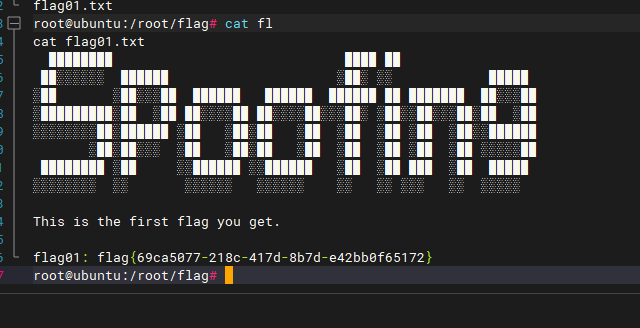 flag01.txt
root@ubuntu:/root/flag# cat fl
cat flag01.txt
Spoofing
This is the first flag you get.
flag01: flag{69ca5077-218c-417d-8b7d-e42bb0f65172}
root@ubuntu:/root/flag#